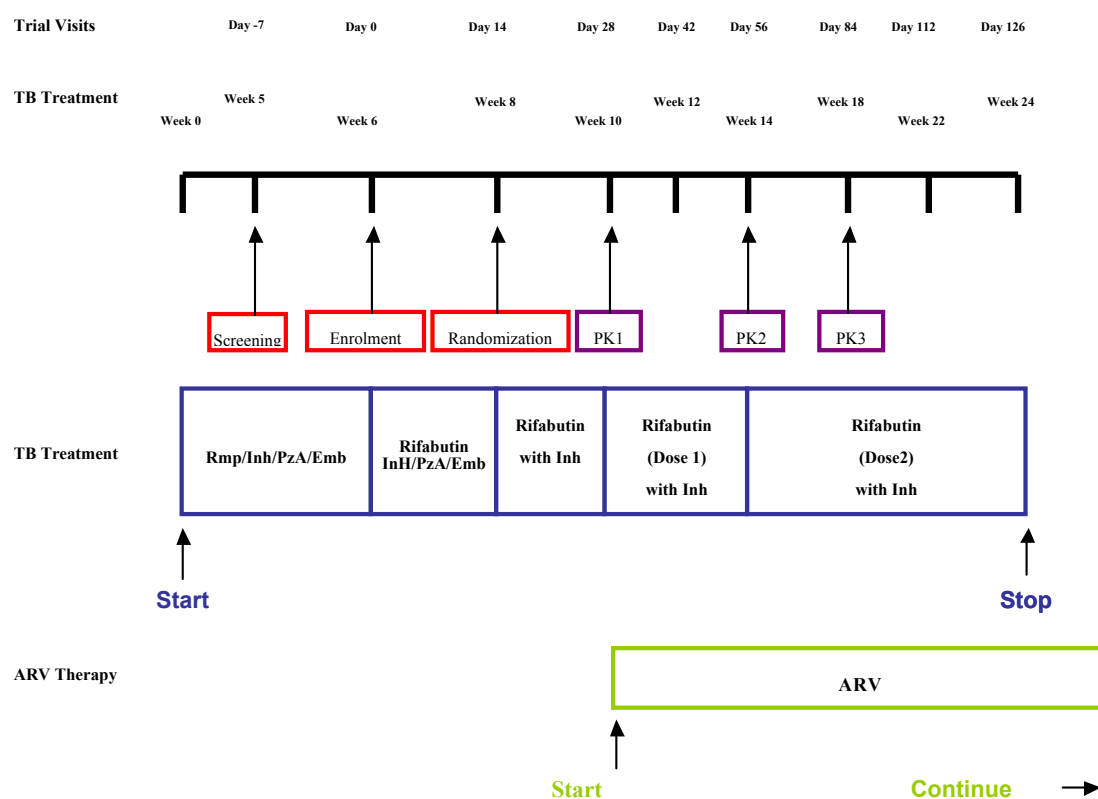 Trial Visits Day -7 Day 0 Day 14 Day 28 Day 42 Day 56 Day 84 Day 112 Day 126
TB Treatment Week 5 Week 8 Week 12 Week 18 Week 24
Week 0 Week 6 Week 10 Week 14 Week 22
Screening Enrolment Randomization PK1 PK2 PK3
TB Treatment
Rmp/Inh/PzA/Emb
Rifabutin
InH/PzA/Emb
Rifabutin
with Inh
Rifabutin
(Dose 1)
with Inh
Rifabutin
(Dose2)
with Inh
Start Stop
ARV Therapy
ARV
Start Continue